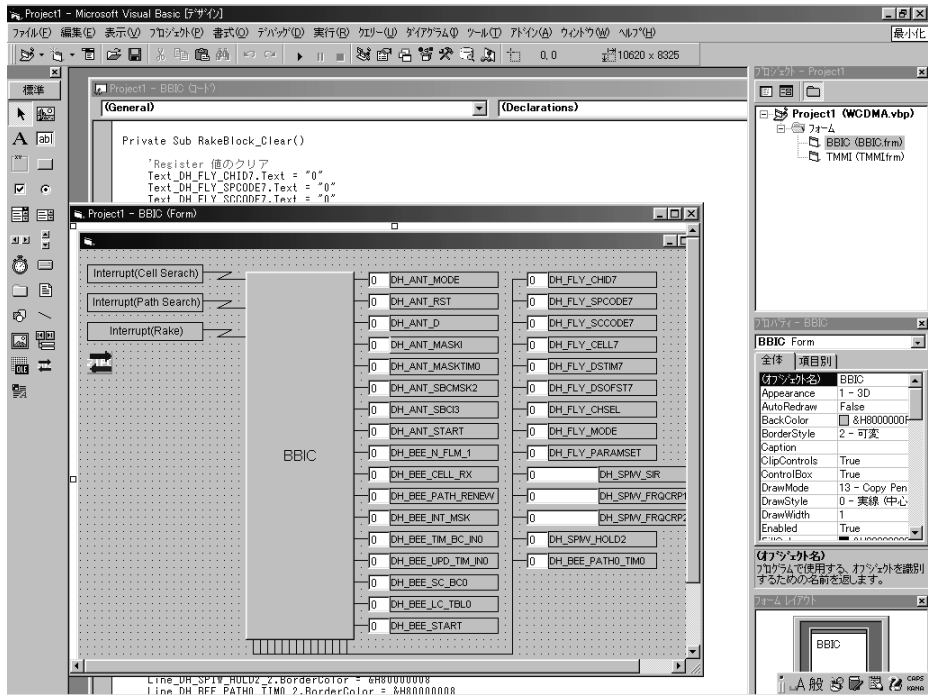 Project1 - Microsoft Visual Basic [デザイン]
ファイル(F) 編集(E) 表示(V) プロジェクト(P) 書式(O) デバッグ(D) 実行(R) クエリー(U) ダイアグラム(I) ツール(T) アドイン(A) ウィンドウ(W) ヘルプ(H)
最小化
0, 0
10620 x 8325
標準
Project1 - BBIC (コード)
(General)
(Declarations)
Private Sub RakeBlock_Clear()
'Register 値のクリア
Text_DH_FLY_CHID7.Text = "0"
Text_DH_FLY_SPCODE7.Text = "0"
Text_DH_FLY_SCCODE7.Text = "0"
Project1 - BBIC (Form)
Interrupt(Cell Serach)
Interrupt(Path Search)
Interrupt(Rake)
BBIC
0 DH_ANT_MODE
0 DH_ANT_RST
0 DH_ANT_D
0 DH_ANT_MASKI
0 DH_ANT_MASKTIM0
0 DH_ANT_SBCMSK2
0 DH_ANT_SBCI3
0 DH_ANT_START
0 DH_BEE_N_FLM_1
0 DH_BEE_CELL_RX
0 DH_BEE_PATH_RENEW
0 DH_BEE_INT_MSK
0 DH_BEE_TIM_BC_IN0
0 DH_BEE_UPD_TIM_IN0
0 DH_BEE_SC_BC0
0 DH_BEE_LC_TBL0
0 DH_BEE_START
0 DH_FLY_CHID7
0 DH_FLY_SPCODE7
0 DH_FLY_SCCODE7
0 DH_FLY_CELL7
0 DH_FLY_DSTIM7
0 DH_FLY_DSOFST7
0 DH_FLY_CHSEL
0 DH_FLY_MODE
0 DH_FLY_PARAMSET
0 DH_SPIW_SIR
0 DH_SPIW_FRQCRP1
0 DH_SPIW_FRQCRP2
0 DH_SPIW_HOLD2
0 DH_BEE_PATH0_TIM0
Line_DH_SPIW_HOLD2_2.BorderColor = &H80000008
Line_DH_BEE_PATH0_TIM0_2.BorderColor = &H80000008
プロジェクト - Project1
Project1 (WCDMA.vbp)
フォーム
BBIC (BBIC.frm)
TMMI (TMMI.frm)
プロパティ - BBIC
BBIC Form
全体 項目別
(オブジェクト名) BBIC
Appearance 1 - 3D
AutoRedraw False
BackColor &H8000000F
BorderStyle 2 - 可変
Caption
ClipControls True
ControlBox True
DrawMode 13 - Copy Pen
DrawStyle 0 - 実線 (中心
DrawWidth 1
Enabled True
(オブジェクト名)
プログラムで使用する、オブジェクトを識別
するための名前を返します。
フォーム レイアウト
BBIC
A 般
CAPS
KANA
OLE